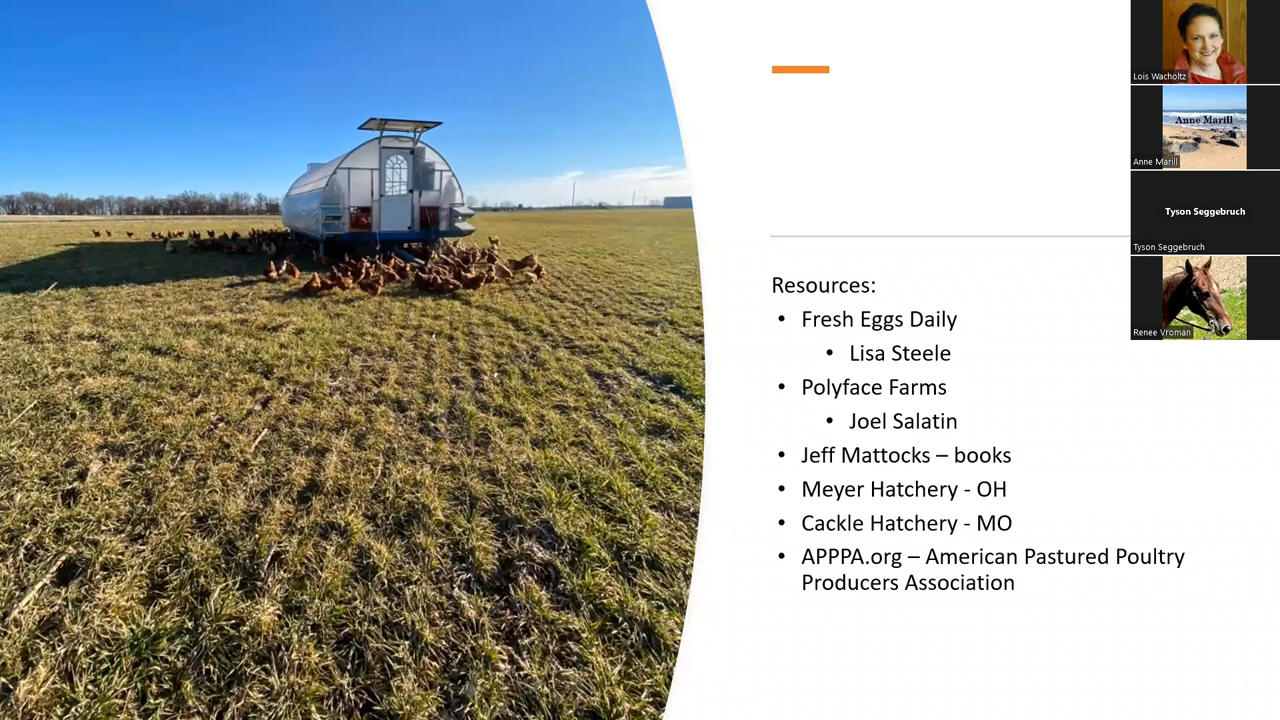 Resources:
• Fresh Eggs Daily
• Lisa Steele
• Polyface Farms
• Joel Salatin
• Jeff Mattocks – books
• Meyer Hatchery - OH
• Cackle Hatchery - MO
• APPPA.org – American Pastured Poultry
Producers Association
Lois Wacholtz
Anne Marill
Anne Marill
Tyson Seggebruch
Tyson Seggebruch
Renee Vroman